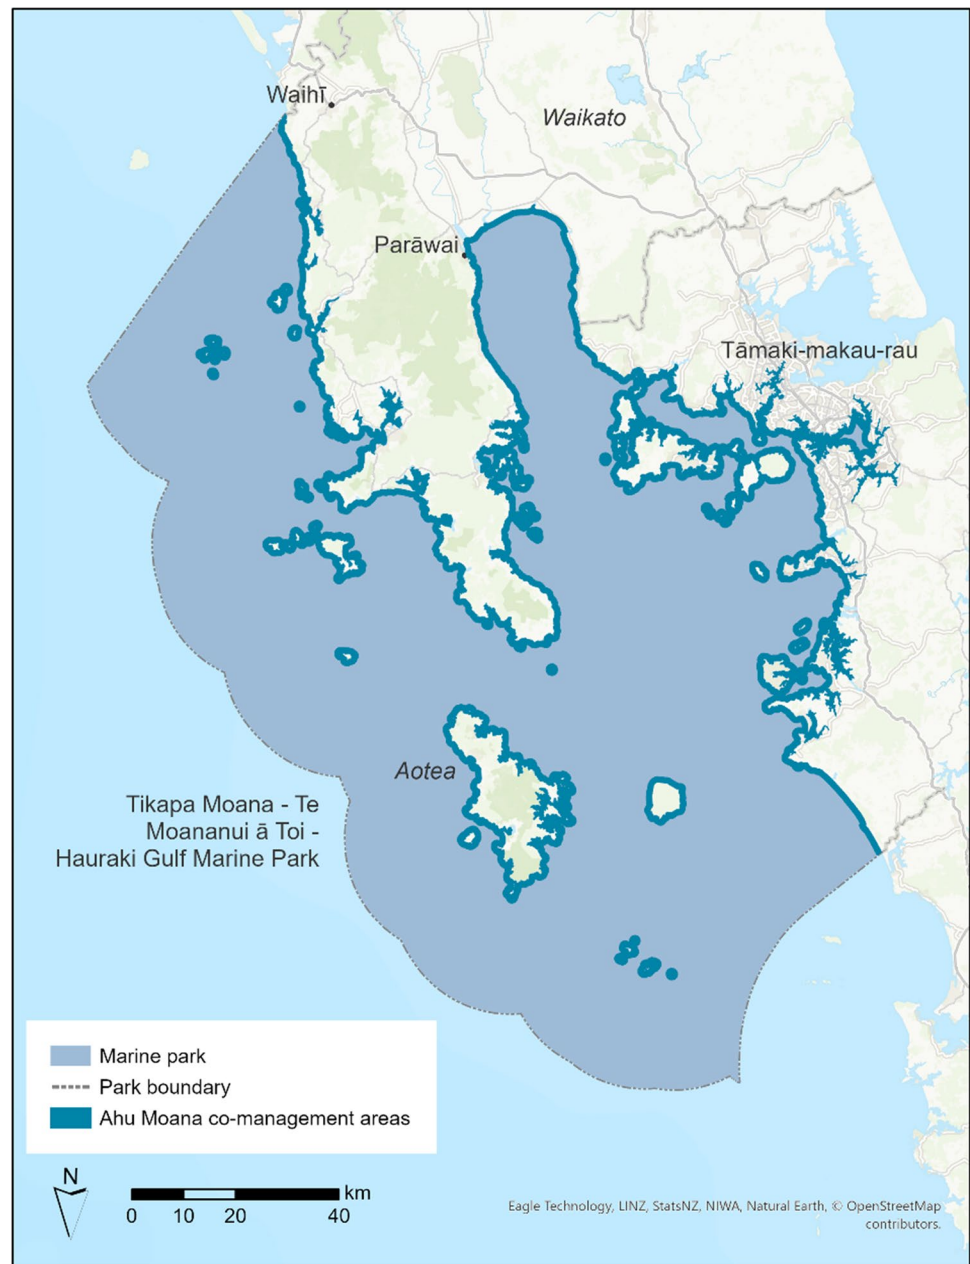 Waihī
Waikato
Parāwai
Tāmaki-makau-rau
Aotea
Tikapa Moana - Te
Moananui ā Toi -
Hauraki Gulf Marine Park
Marine park
Park boundary
Ahu Moana co-management areas
N
km
0 10 20 40
Eagle Technology, LINZ, StatsNZ, NIWA, Natural Earth, © OpenStreetMap
contributors.